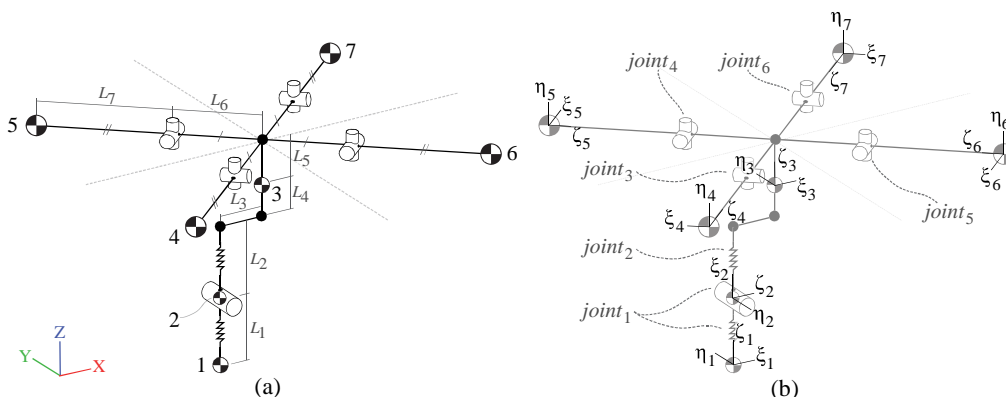 7
L₇
L₆
5
L₅
6
3
L₄
L₃
4
L₂
2
L₁
1
Z
Y
X
(a)
η₇
joint₄
joint₆
ξ₇
ζ₇
η₅
ξ₅
ζ₅
η₆
ζ₆
ξ₆
ζ₃
η₃
ξ₃
joint₃
η₄
ξ₄
ζ₄
joint₅
joint₂
ξ₂
ζ₂
η₂
joint₁
ζ₁
η₁
ξ₁
(b)